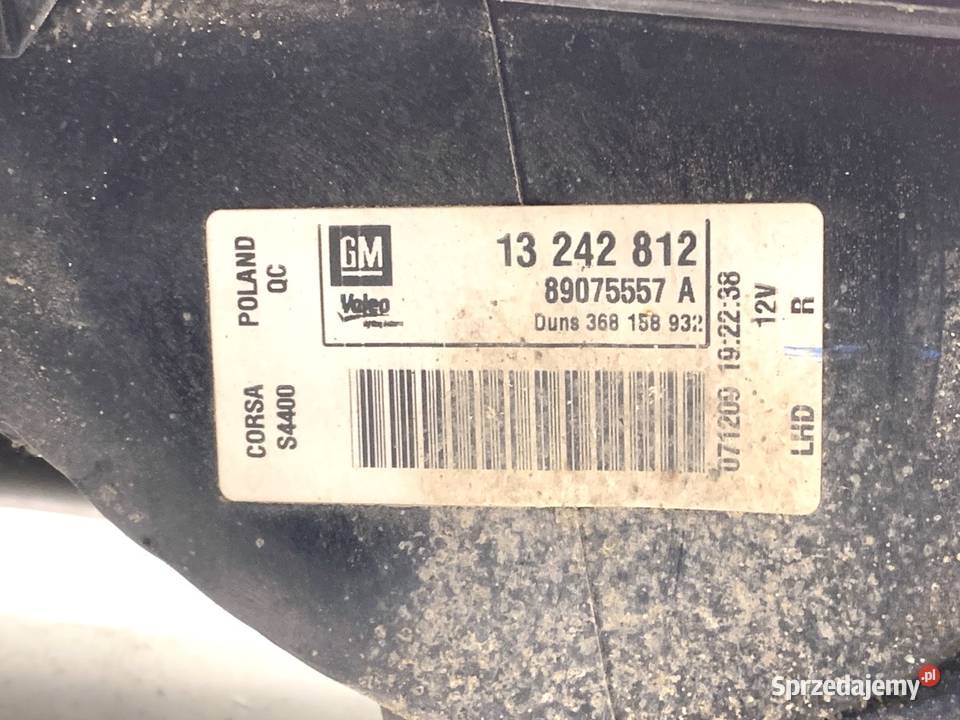 POLAND
QC
GM
Valeo
13 242 812
89075557 A
Duns 368 158 932
CORSA
S4400
071209 19:22:38
12V
R
LHD
Sprzedajemy.pl